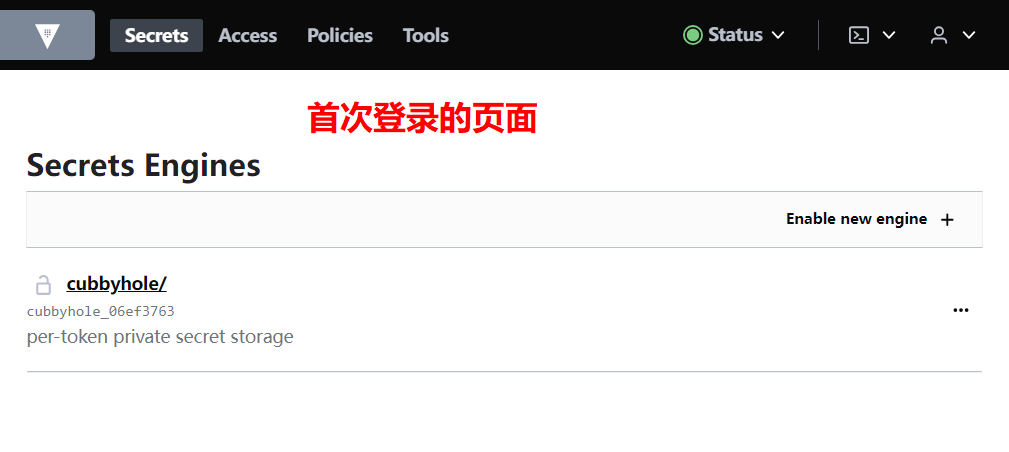 Secrets Access Policies Tools Status
首次登录的页面
Secrets Engines
Enable new engine +
cubbyhole/
cubbyhole_06ef3763
per-token private secret storage